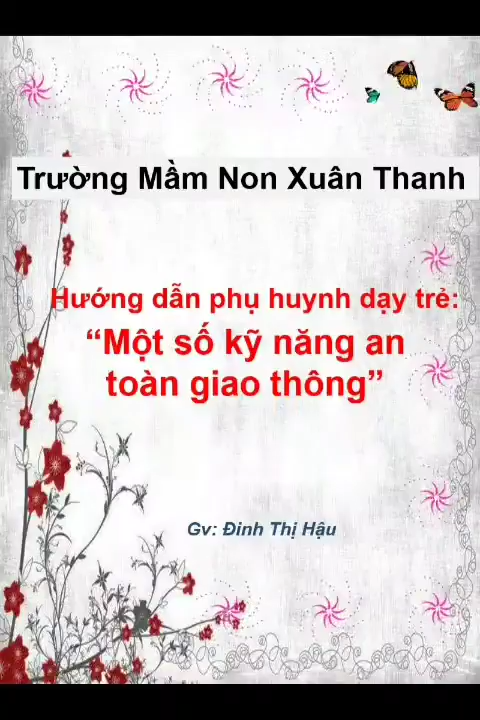 Trường Mầm Non Xuân Thanh
Hướng dẫn phụ huynh dạy trẻ:
“Một số kỹ năng an
toàn giao thông”
Gv: Đinh Thị Hậu